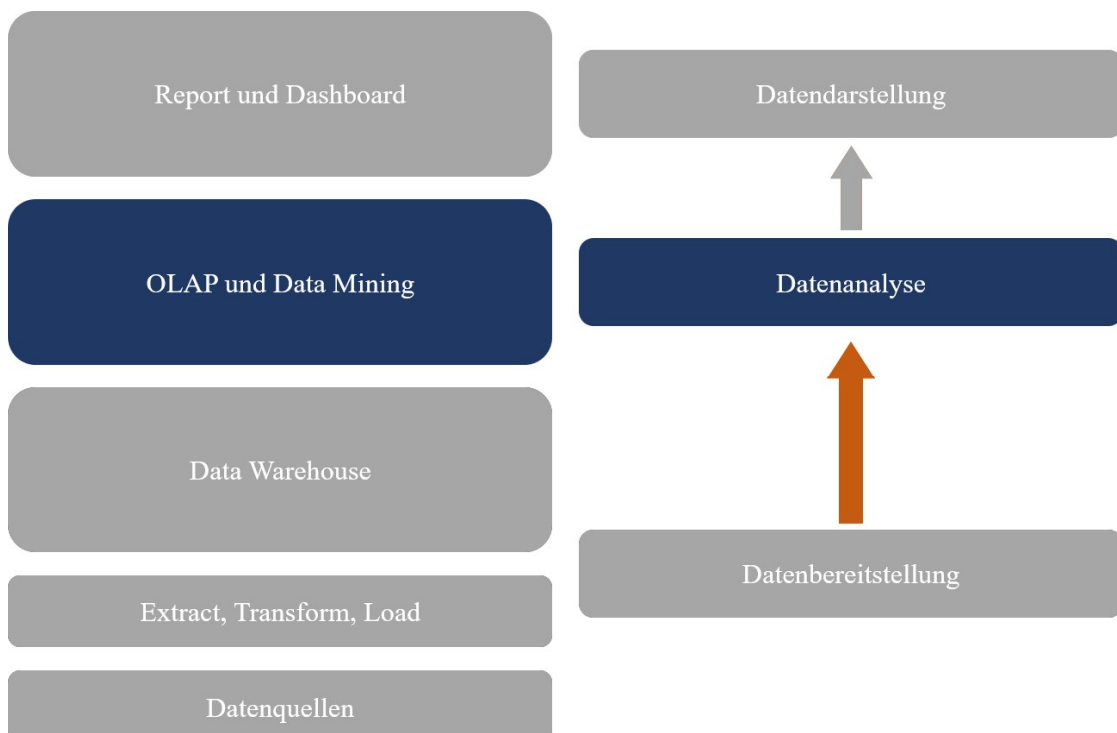 Report und Dashboard
Datendarstellung
OLAP und Data Mining
Datenanalyse
Data Warehouse
Datenbereitstellung
Extract, Transform, Load
Datenquellen